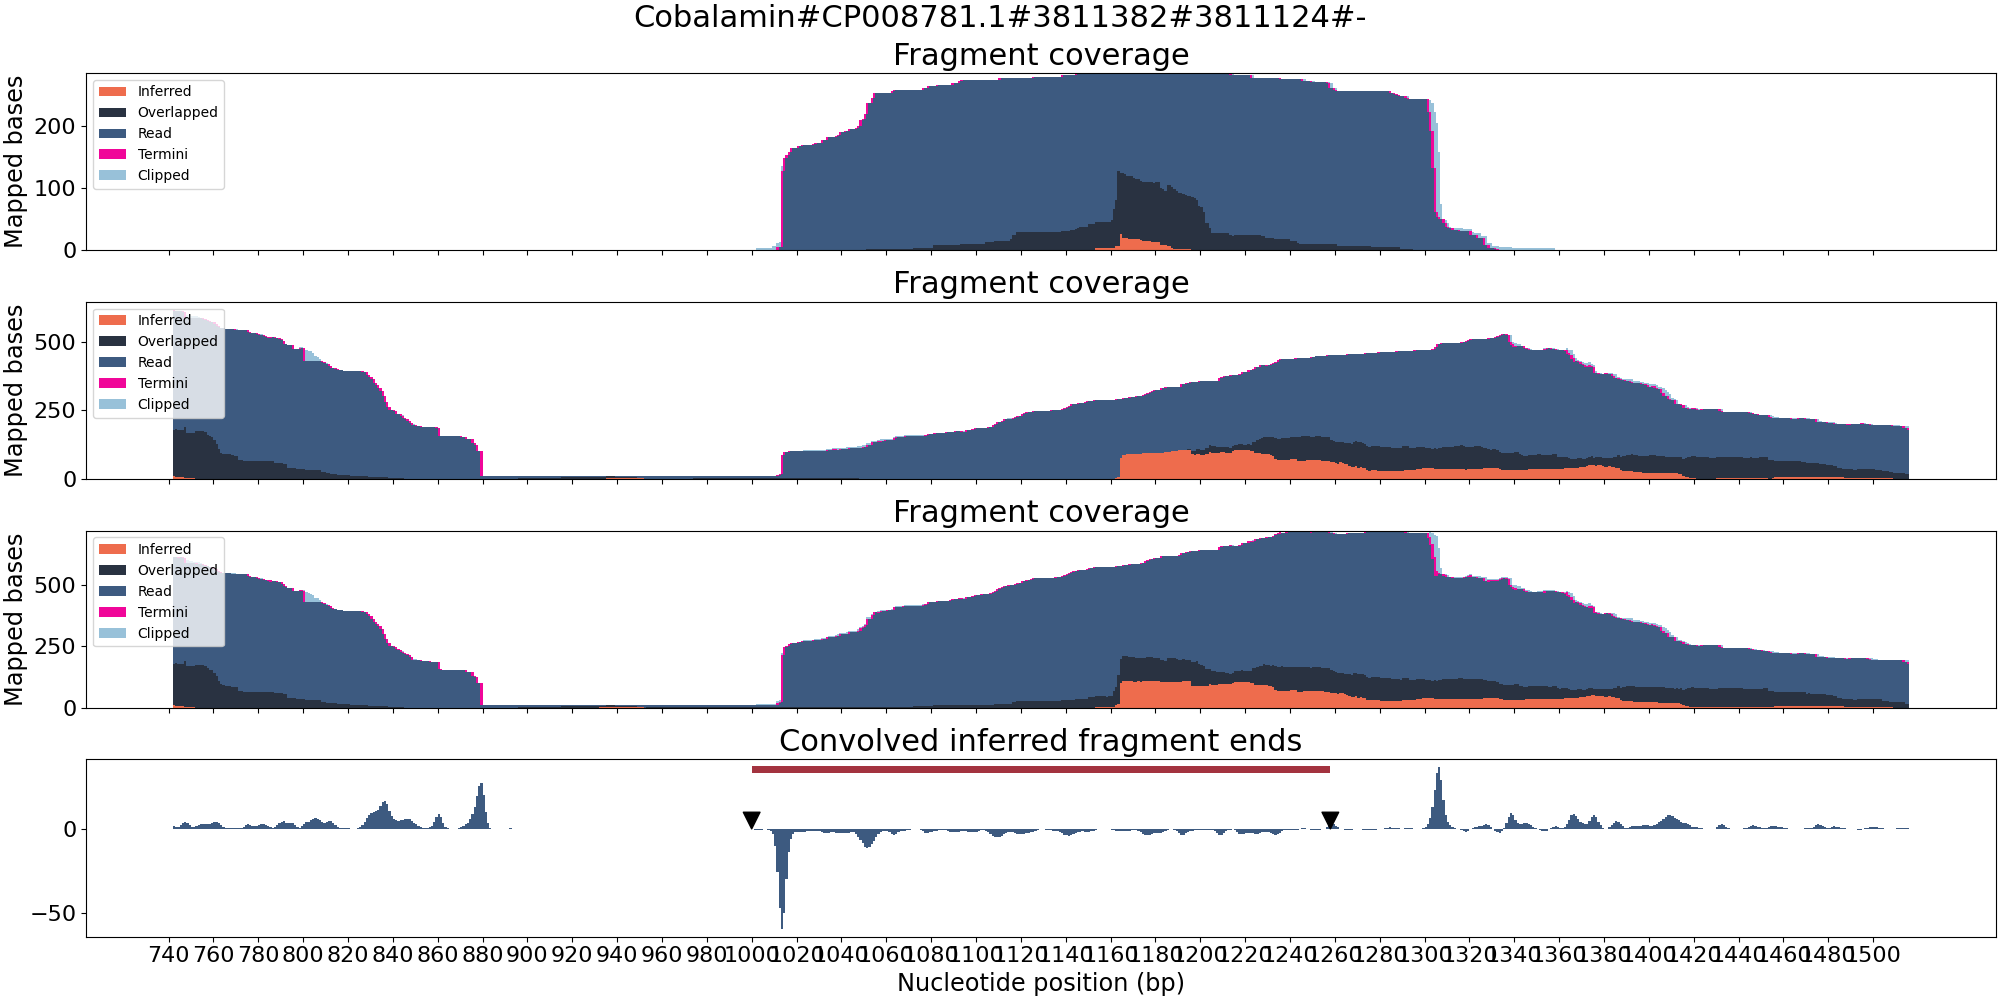 Cobalamin#CP008781.1#3811382#3811124#-
Fragment coverage
Mapped bases
200
100
0
Inferred
Overlapped
Read
Termini
Clipped
Fragment coverage
Mapped bases
500
250
0
Inferred
Overlapped
Read
Termini
Clipped
Fragment coverage
Mapped bases
500
250
0
Inferred
Overlapped
Read
Termini
Clipped
Convolved inferred fragment ends
0
−50
740 760 780 800 820 840 860 880 900 920 940 960 980 1000 1020 1040 1060 1080 1100 1120 1140 1160 1180 1200 1220 1240 1260 1280 1300 1320 1340 1360 1380 1400 1420 1440 1460 1480 1500
Nucleotide position (bp)